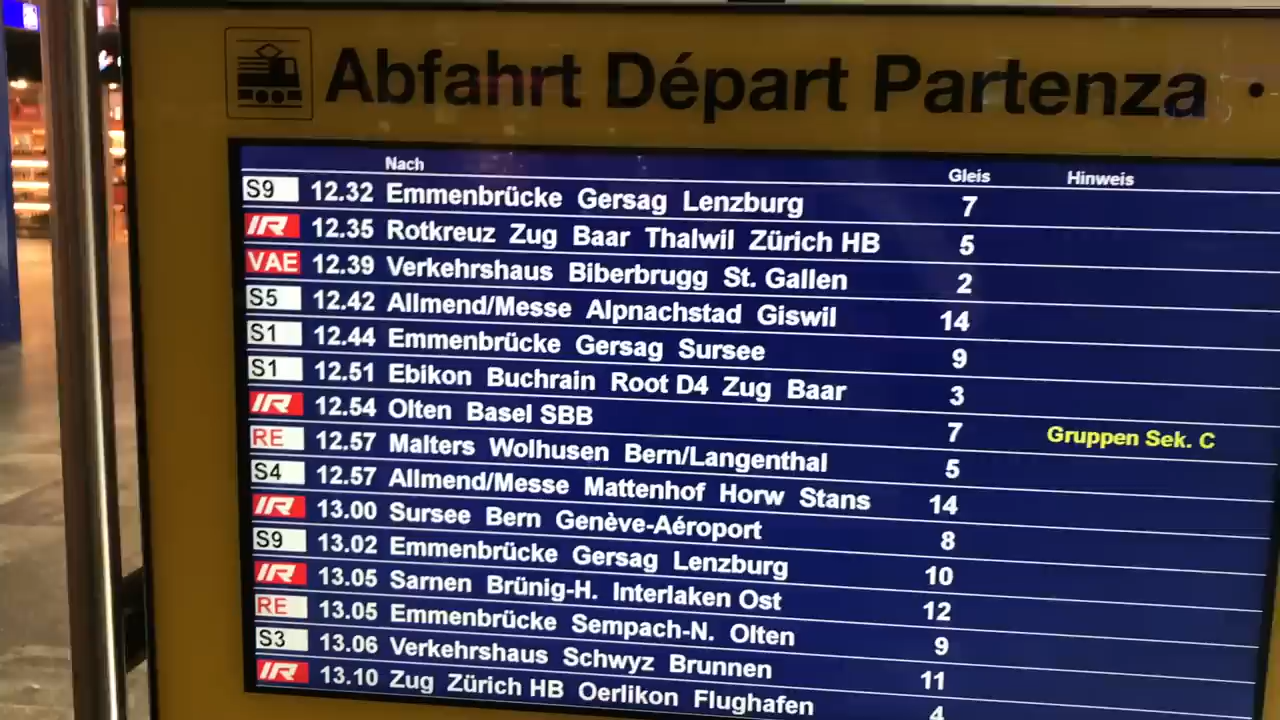 Abfahrt Départ Partenza •
Nach Gleis Hinweis
S9 12.32 Emmenbrücke Gersag Lenzburg 7
IR 12.35 Rotkreuz Zug Baar Thalwil Zürich HB 5
VAE 12.39 Verkehrshaus Biberbrugg St. Gallen 2
S5 12.42 Allmend/Messe Alpnachstad Giswil 14
S1 12.44 Emmenbrücke Gersag Sursee 9
S1 12.51 Ebikon Buchrain Root D4 Zug Baar 3
IR 12.54 Olten Basel SBB 7 Gruppen Sek. C
RE 12.57 Malters Wolhusen Bern/Langenthal 5
S4 12.57 Allmend/Messe Mattenhof Horw Stans 14
IR 13.00 Sursee Bern Genève-Aéroport 8
S9 13.02 Emmenbrücke Gersag Lenzburg 10
IR 13.05 Sarnen Brünig-H. Interlaken Ost 12
RE 13.05 Emmenbrücke Sempach-N. Olten 9
S3 13.06 Verkehrshaus Schwyz Brunnen 11
IR 13.10 Zug Zürich HB Oerlikon Flughafen 4